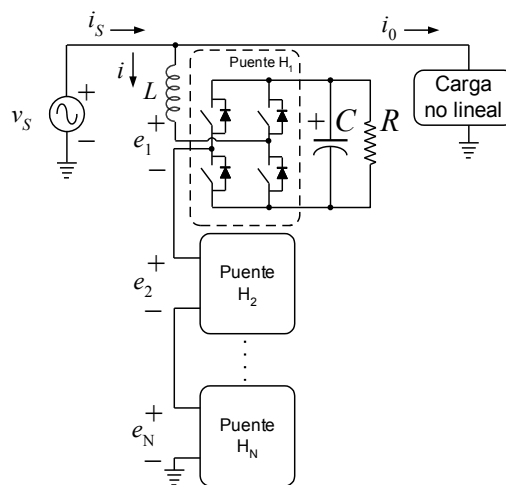 i_S
i_0
Puente H_1
i
L
Carga
no lineal
v_S
+
−
+
e_1
−
+
C
R
+
e_2
−
Puente
H_2
+
e_N
−
Puente
H_N